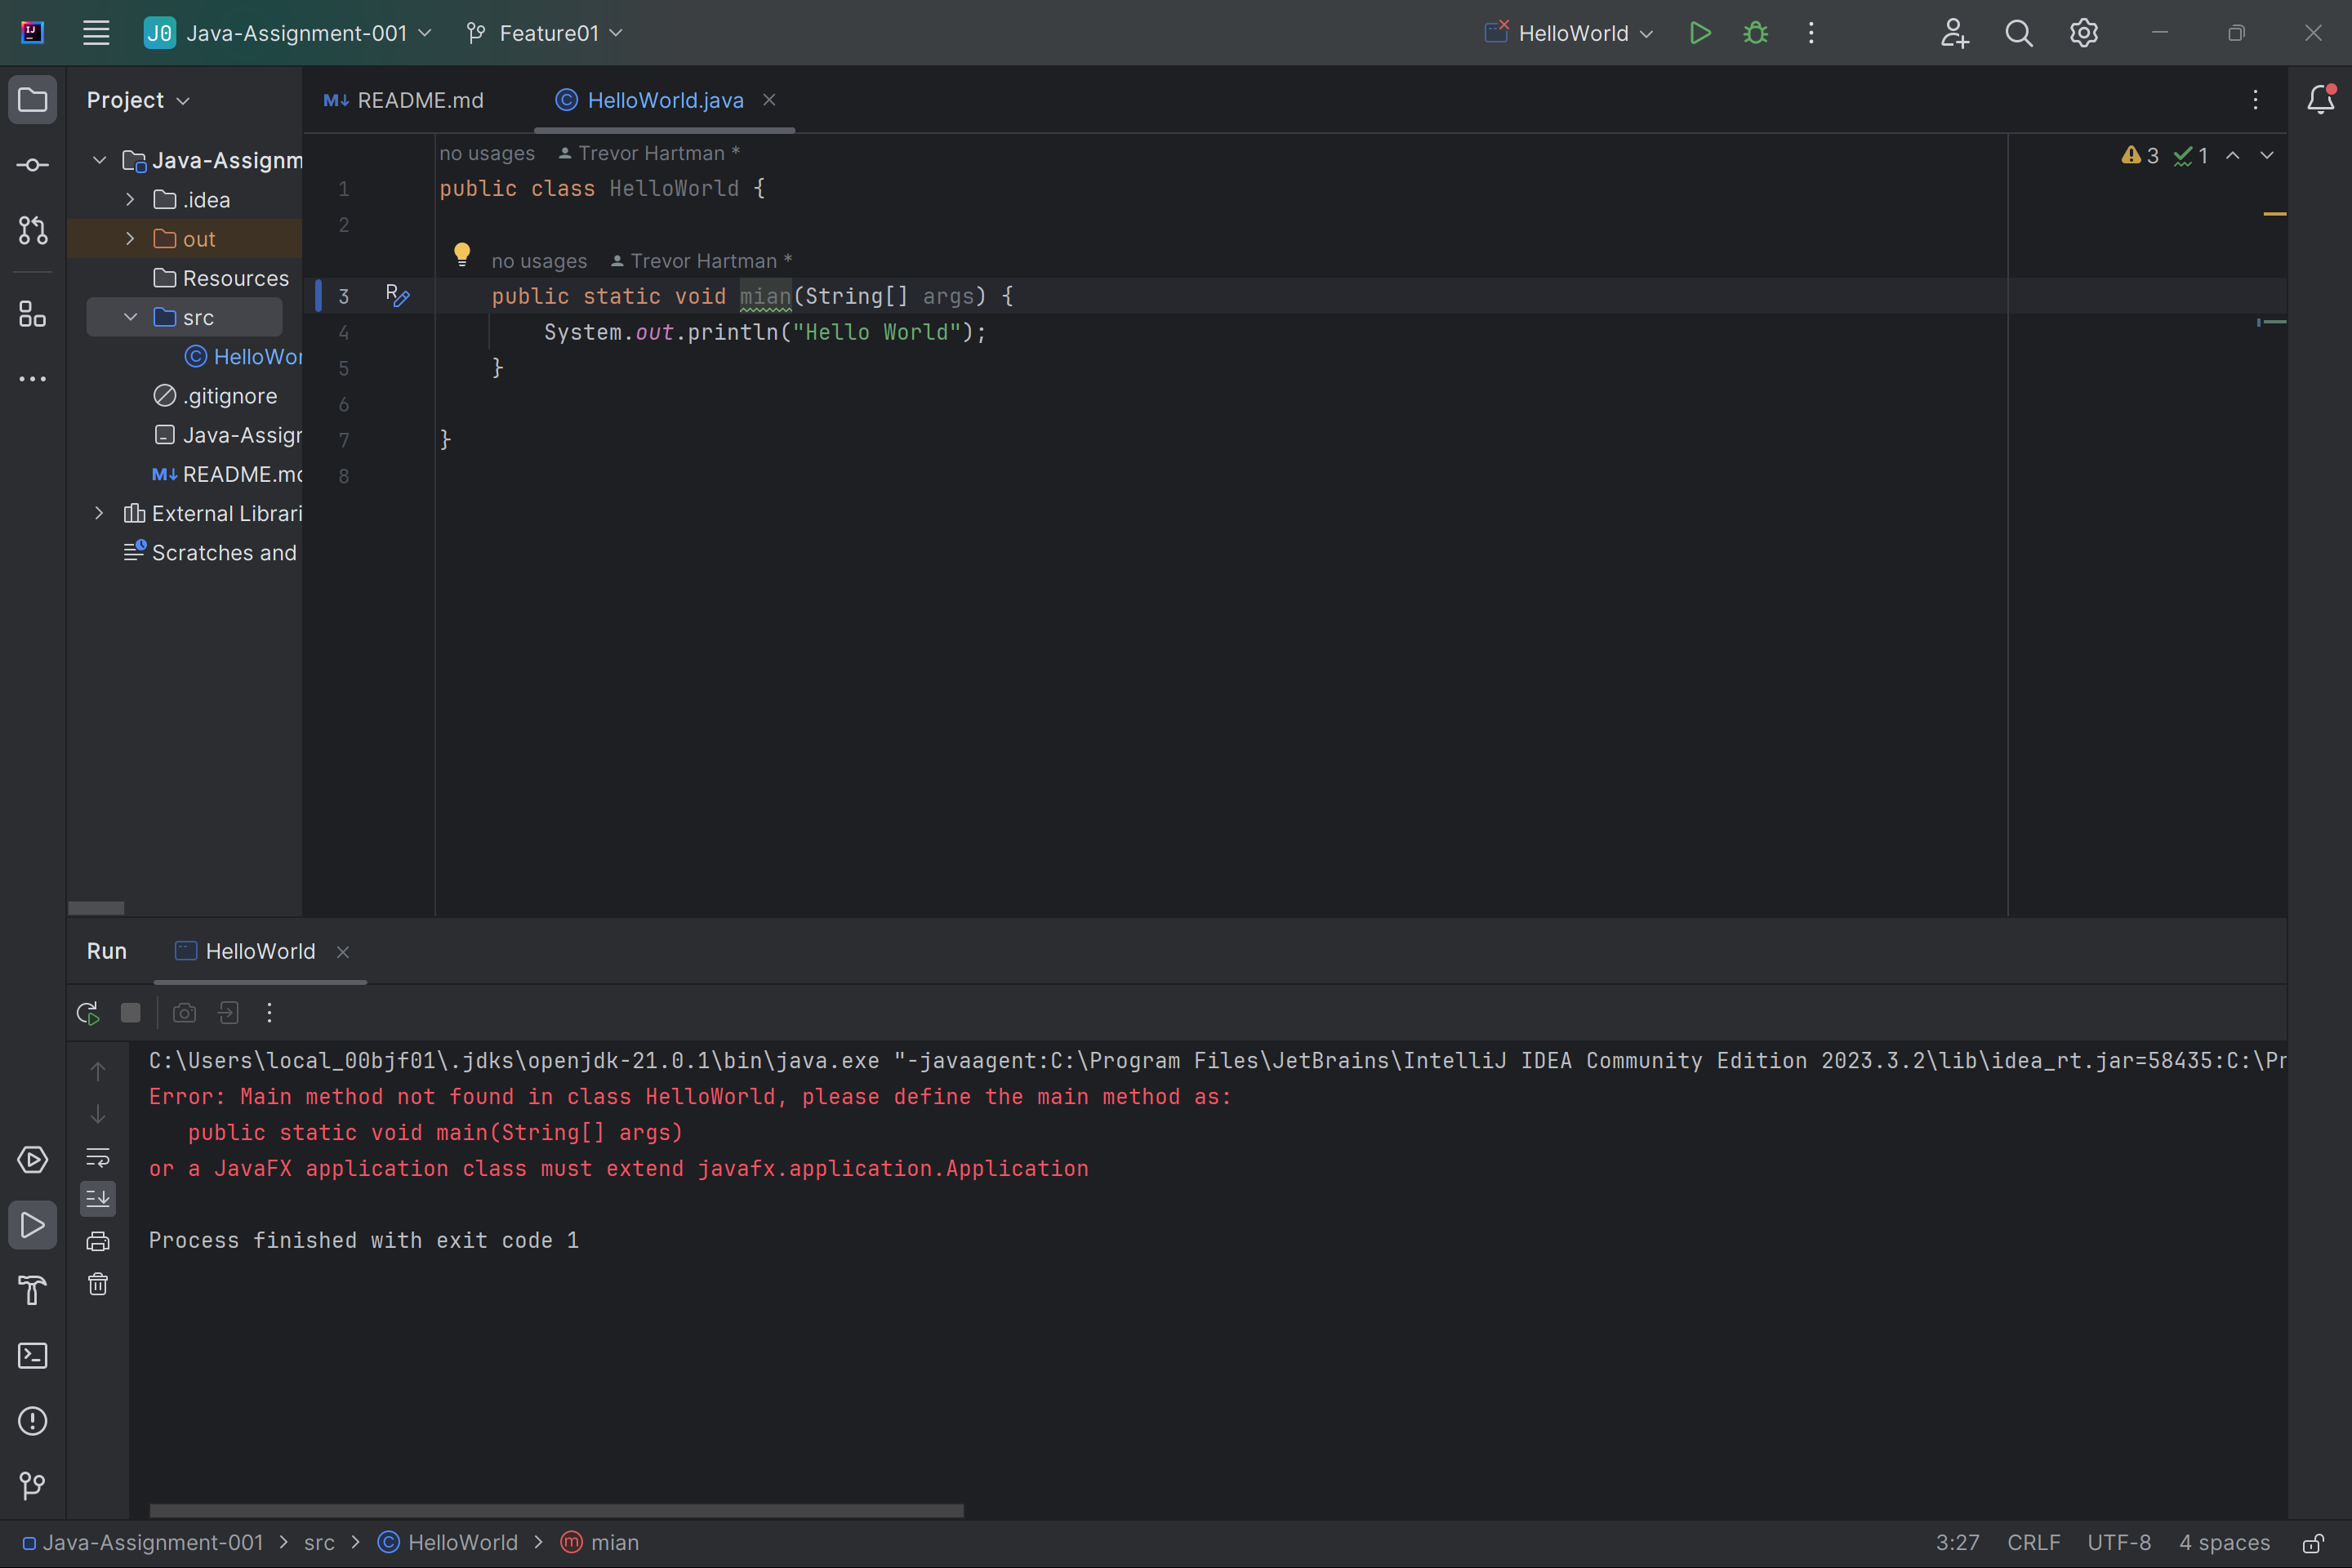 J0 Java-Assignment-001 Feature01 HelloWorld
Project
README.md HelloWorld.java
Java-Assignm
.idea
out
Resources
src
HelloWor
.gitignore
Java-Assign
README.md
External Librari
Scratches and
no usages Trevor Hartman *
3 1
1 public class HelloWorld {
2
no usages Trevor Hartman *
3 public static void mian(String[] args) {
4 System.out.println("Hello World");
5 }
6
7 }
8
Run HelloWorld
C:\Users\local_00bjf01\.jdks\openjdk-21.0.1\bin\java.exe "-javaagent:C:\Program Files\JetBrains\IntelliJ IDEA Community Edition 2023.3.2\lib\idea_rt.jar=58435:C:\Pr
Error: Main method not found in class HelloWorld, please define the main method as:
public static void main(String[] args)
or a JavaFX application class must extend javafx.application.Application
Process finished with exit code 1
Java-Assignment-001 > src > HelloWorld > mian
3:27 CRLF UTF-8 4 spaces